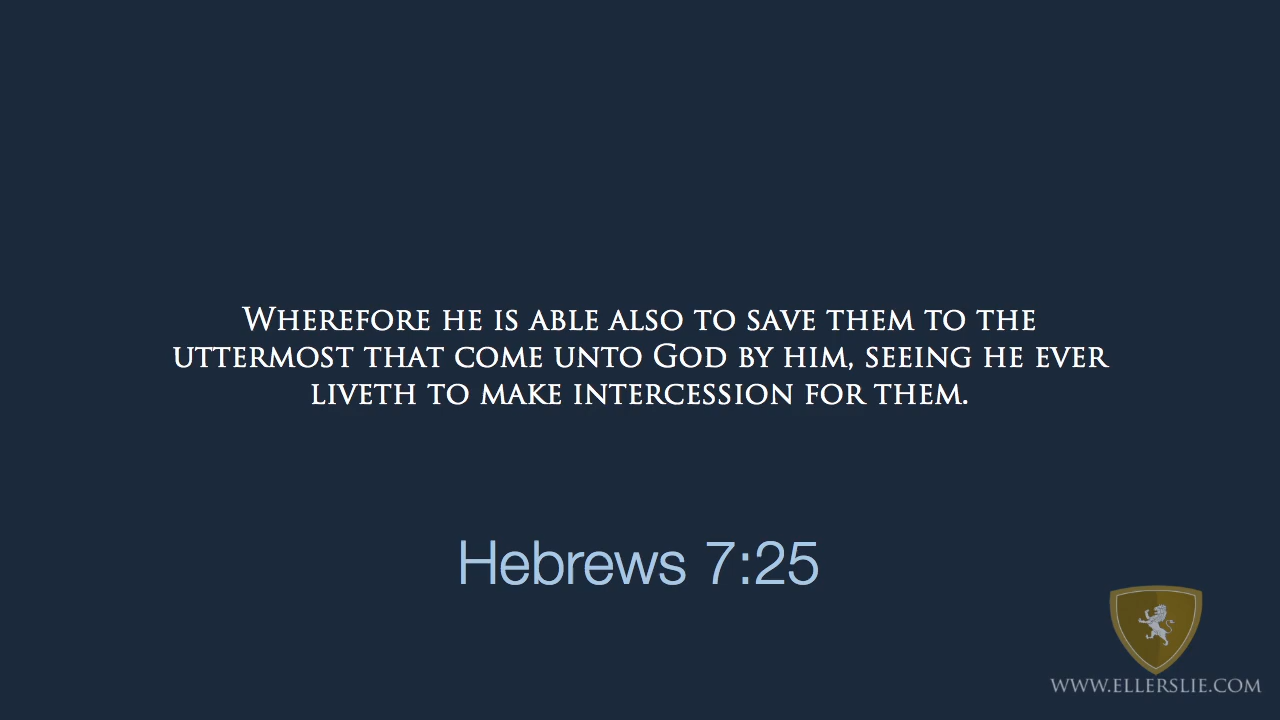 Wherefore he is able also to save them to the
uttermost that come unto God by him, seeing he ever
liveth to make intercession for them.
Hebrews 7:25
www.ellerslie.com